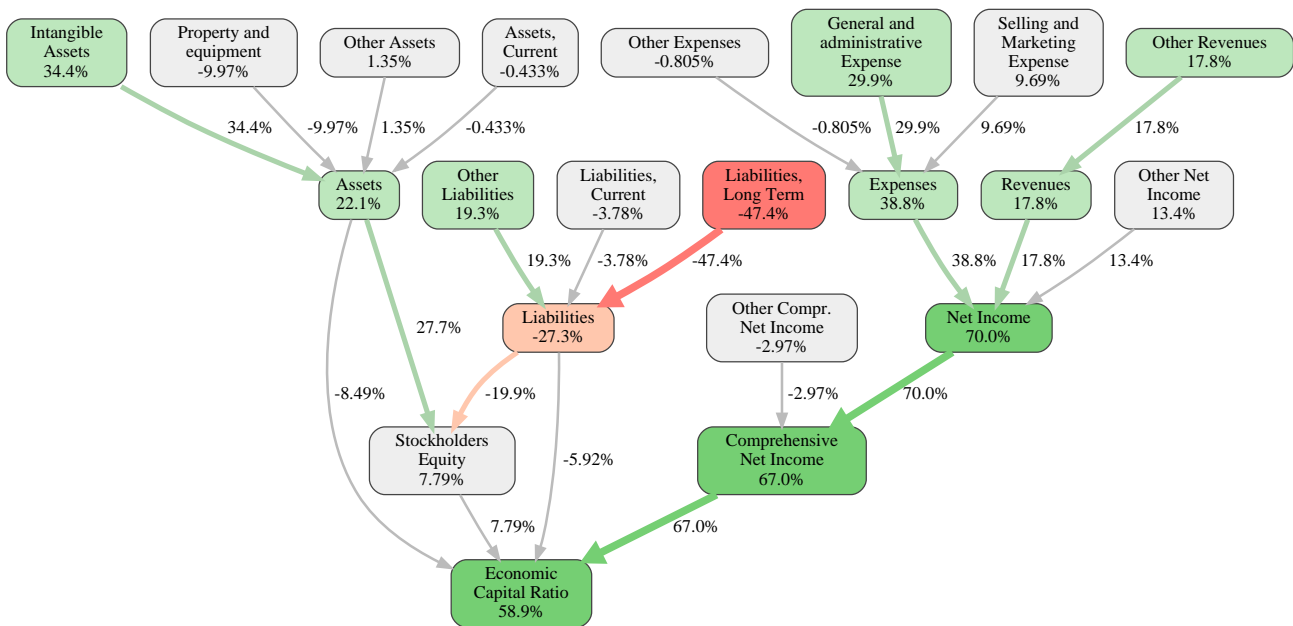 Intangible
Assets
34.4%
Property and
equipment
-9.97%
Other Assets
1.35%
Assets,
Current
-0.433%
Other Expenses
-0.805%
General and
administrative
Expense
29.9%
Selling and
Marketing
Expense
9.69%
Other Revenues
17.8%
34.4%
-9.97%
1.35%
-0.433%
-0.805%
29.9%
9.69%
17.8%
Assets
22.1%
Other
Liabilities
19.3%
Liabilities,
Current
-3.78%
Liabilities,
Long Term
-47.4%
Expenses
38.8%
Revenues
17.8%
Other Net
Income
13.4%
19.3%
-3.78%
-47.4%
38.8%
17.8%
13.4%
27.7%
Liabilities
-27.3%
Other Compr.
Net Income
-2.97%
Net Income
70.0%
-8.49%
-19.9%
-2.97%
70.0%
Stockholders
Equity
7.79%
-5.92%
Comprehensive
Net Income
67.0%
7.79%
67.0%
Economic
Capital Ratio
58.9%